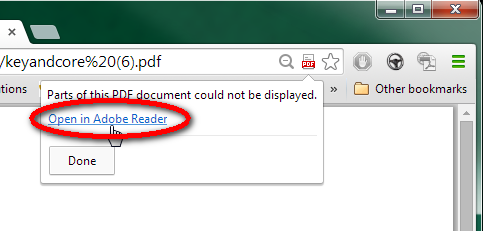 /keyandcore%20(6).pdf
PDF
Parts of this PDF document could not be displayed.
» Other bookmarks
Open in Adobe Reader
Done